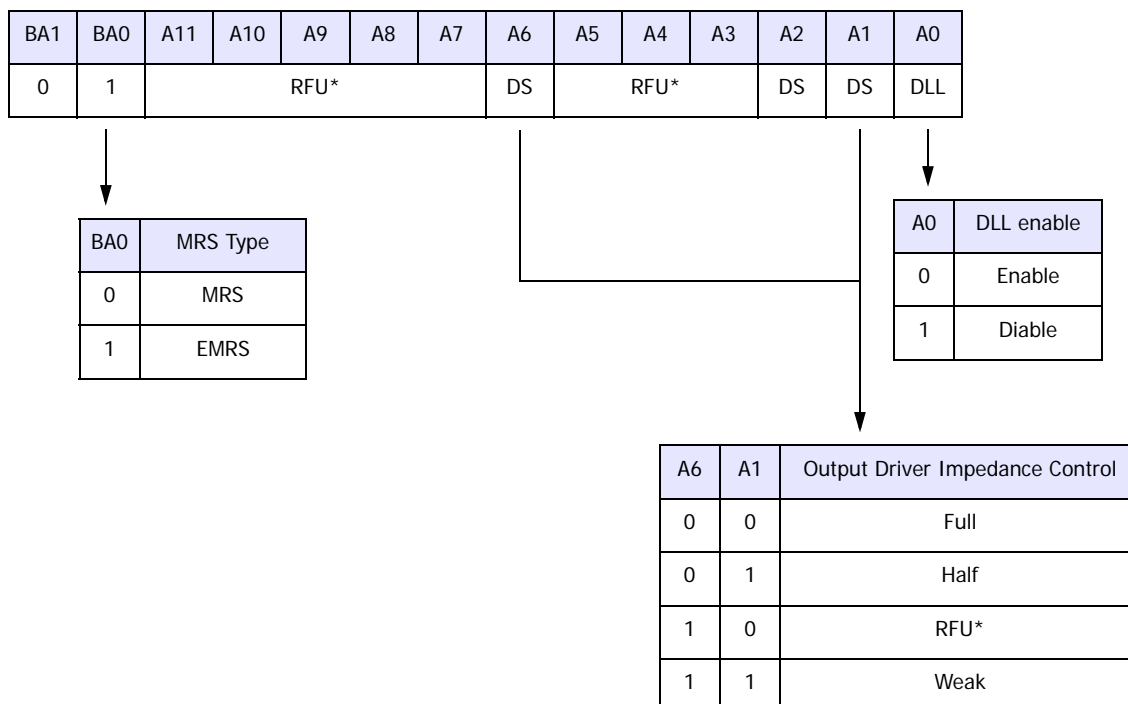 BA1 BA0 A11 A10 A9 A8 A7 A6 A5 A4 A3 A2 A1 A0
0 1 RFU* DS RFU* DS DS DLL
BA0 MRS Type
0 MRS
1 EMRS
A0 DLL enable
0 Enable
1 Diable
A6 A1 Output Driver Impedance Control
0 0 Full
0 1 Half
1 0 RFU*
1 1 Weak